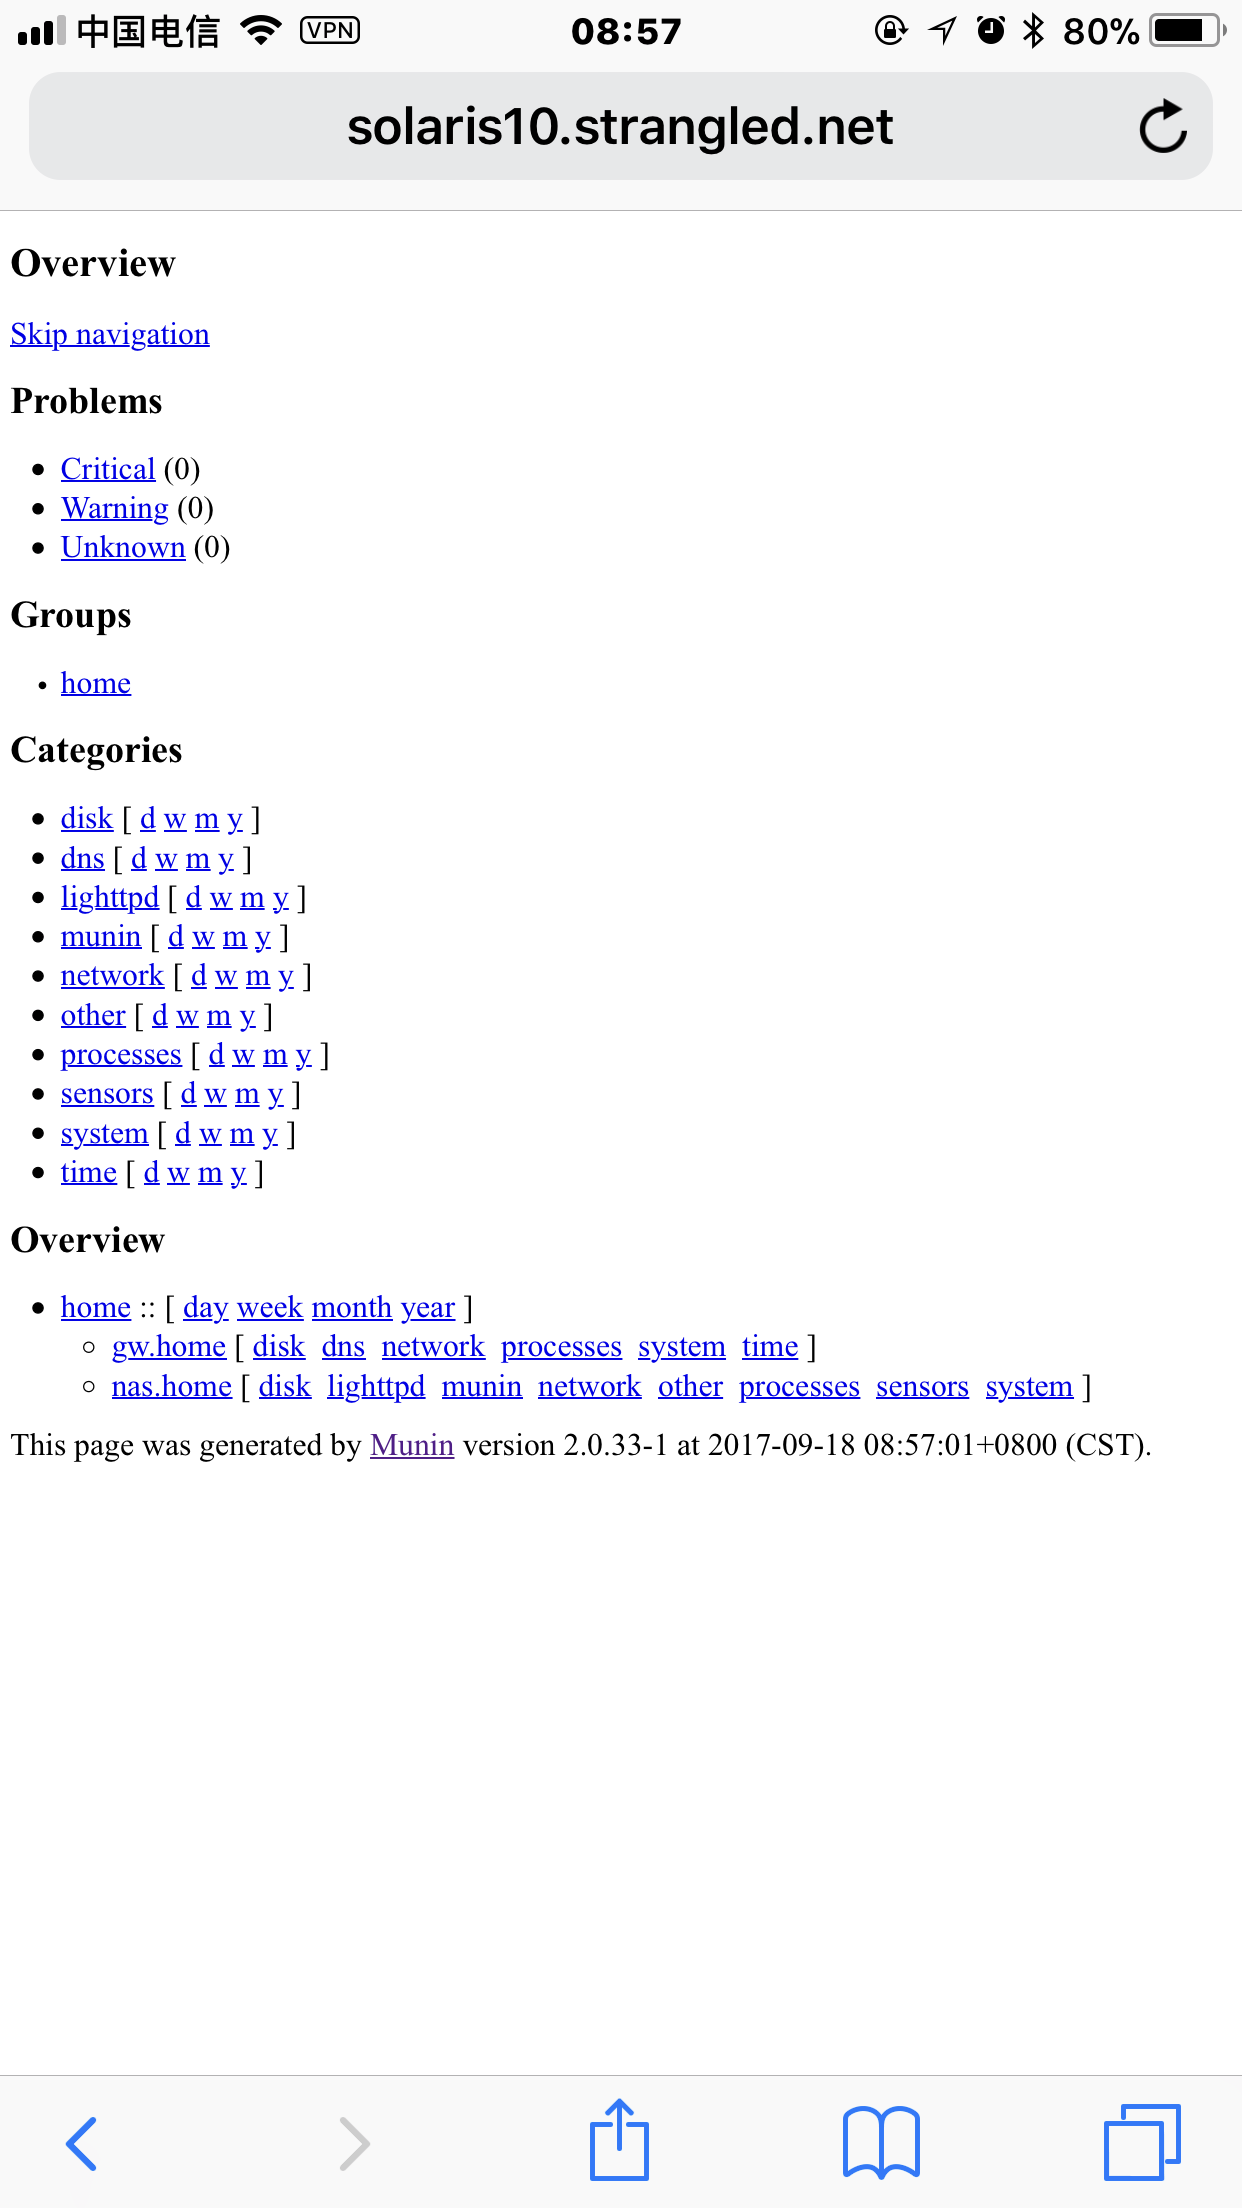 中国电信 VPN 08:57 80%
solaris10.strangled.net
Overview
Skip navigation
Problems
Critical (0)
Warning (0)
Unknown (0)
Groups
home
Categories
disk [ d w m y ]
dns [ d w m y ]
lighttpd [ d w m y ]
munin [ d w m y ]
network [ d w m y ]
other [ d w m y ]
processes [ d w m y ]
sensors [ d w m y ]
system [ d w m y ]
time [ d w m y ]
Overview
home :: [ day week month year ]
gw.home [ disk dns network processes system time ]
nas.home [ disk lighttpd munin network other processes sensors system ]
This page was generated by Munin version 2.0.33-1 at 2017-09-18 08:57:01+0800 (CST).